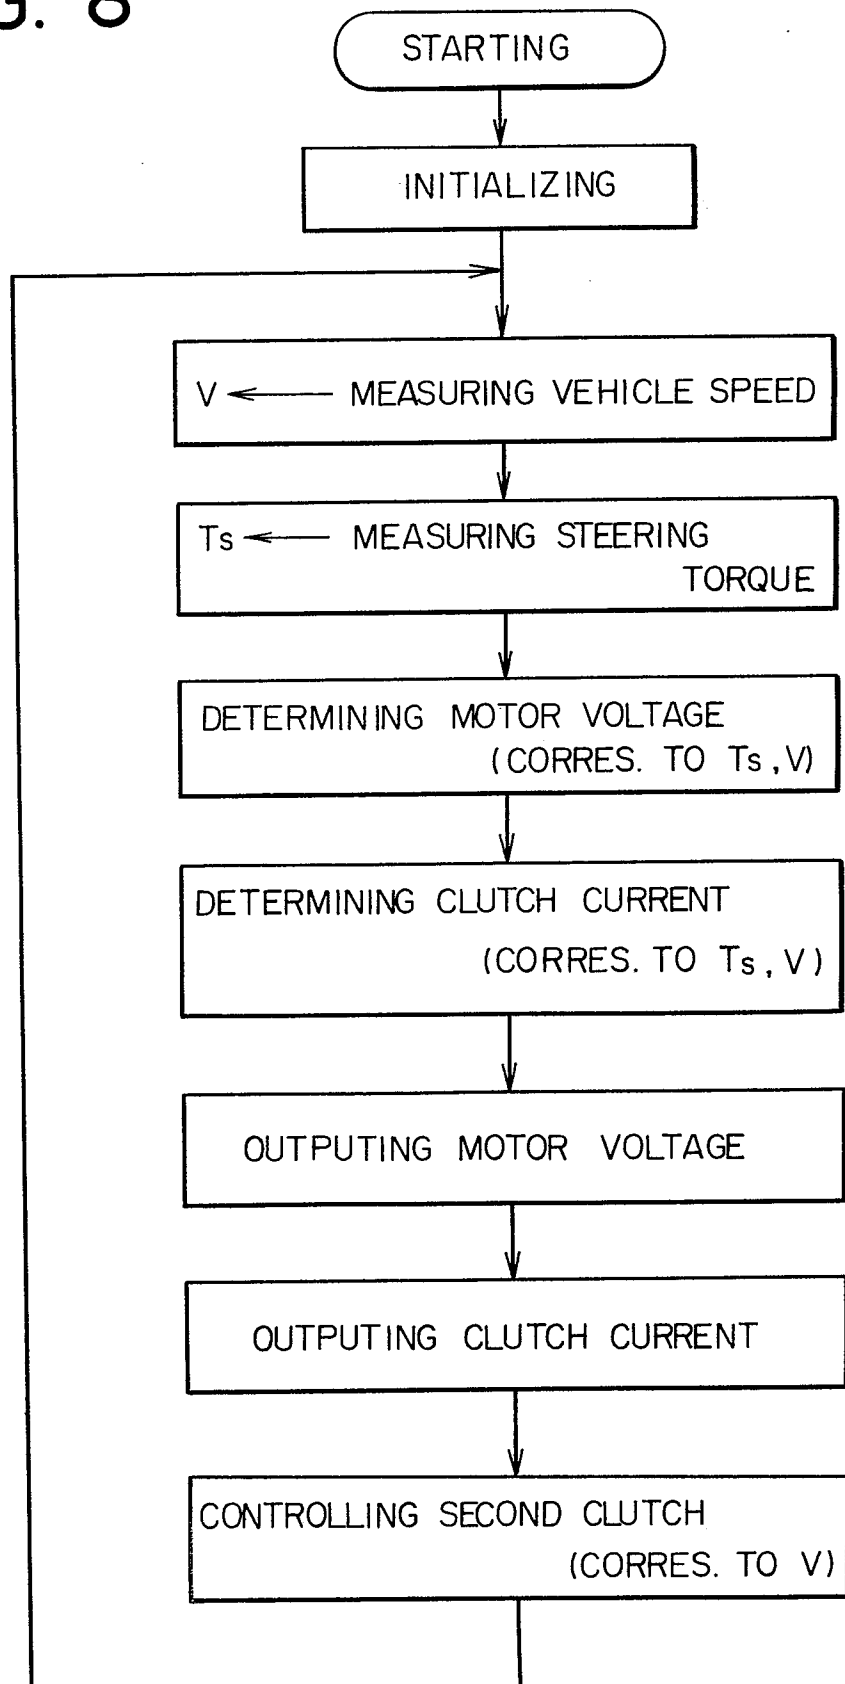 G. 8
STARTING
INITIALIZING
V ← MEASURING VEHICLE SPEED
Ts ← MEASURING STEERING
TORQUE
DETERMINING MOTOR VOLTAGE
(CORRES. TO Ts, V)
DETERMINING CLUTCH CURRENT
(CORRES. TO Ts, V)
OUTPUTING MOTOR VOLTAGE
OUTPUTING CLUTCH CURRENT
CONTROLLING SECOND CLUTCH
(CORRES. TO V)